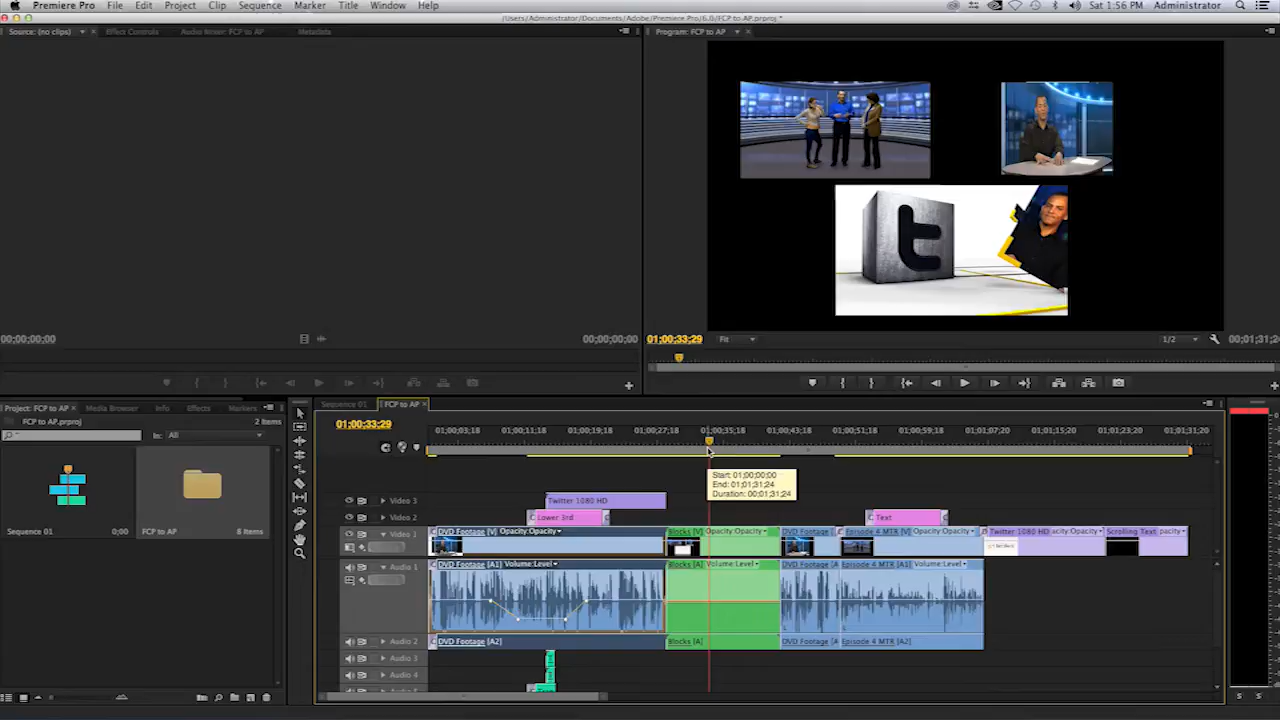 Premiere Pro File Edit Project Clip Sequence Marker Title Window Help Sat 1:56 PM Administrator
/Users/Administrator/Documents/Adobe/Premiere Pro/6.0/FCP to AP.prproj *
Source: (no clips) Effect Controls Audio Mixer: FCP to AP Metadata Program: FCP to AP
00;00;00;00 00;00;00;00 01;00;33;29 Fit 1/2 00;01;31;24
Project: FCP to AP Media Browser Info Effects Markers Sequence 01 FCP to AP
FCP to AP.prproj 2 Items
In: All
01;00;33;29
01;00;03;18 01;00;11;18 01;00;19;18 01;00;27;18 01;00;35;18 01;00;43;18 01;00;51;18 01;00;59;18 01;01;07;20 01;01;15;20 01;01;23;20 01;01;31;20
Start: 01;00;00;00
End: 01;01;31;24
Duration: 00;01;31;24
Video 3 Twitter 1080 HD
Video 2 Lower 3rd Text
Video 1 DVD Footage [V] Opacity:Opacity Blocks [V] Opacity:Opacity DVD Footage Episode 4 MTR [V] Opacity:Opacity Twitter 1080 HD acity:Opacity Scrolling Text pacity
Sequence 01 0;00 FCP to AP 8 Items
Audio 1 DVD Footage [A1] Volume:Level Blocks [A] Volume:Level DVD Footage [A Episode 4 MTR [A1] Volume:Level
Audio 2 DVD Footage [A2] Blocks [A] DVD Footage [A Episode 4 MTR [A2]
Audio 3
Audio 4